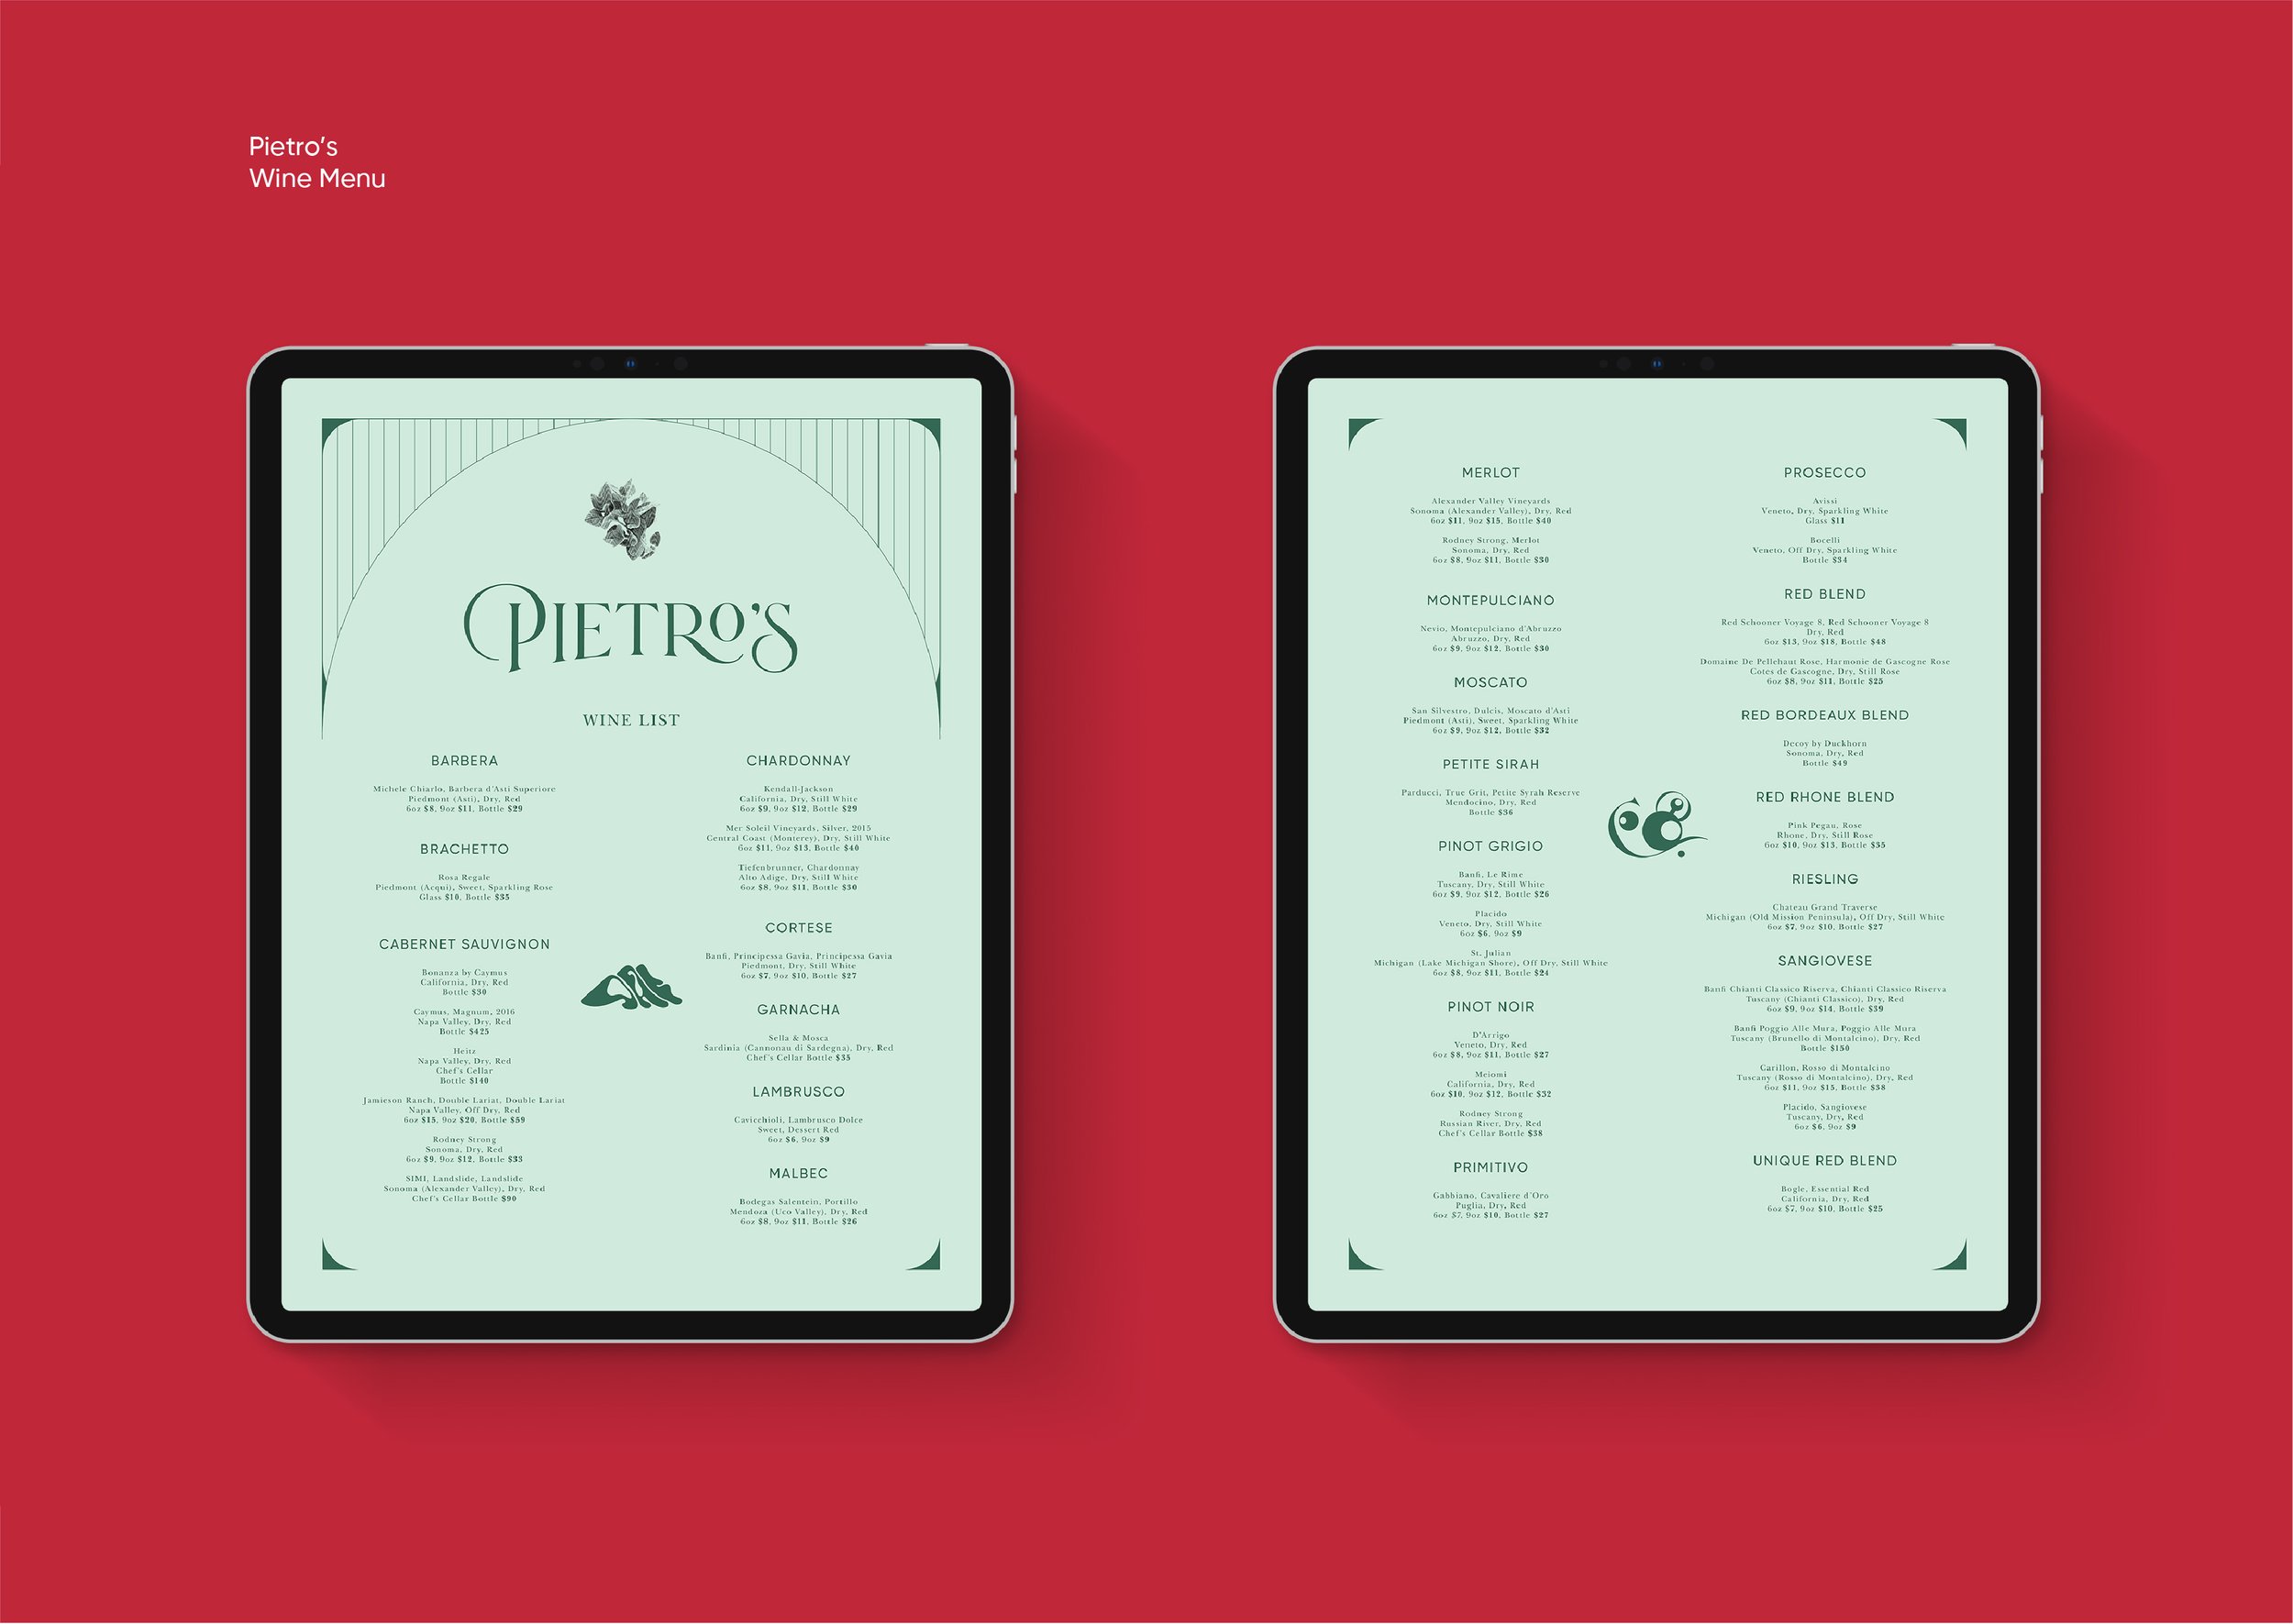 Pietro's
Wine Menu
PIETRO'S
WINE LIST
BARBERA
Michele Chiarlo, Barbera d'Asti Superiore
Piedmont (Asti), Dry, Red
6oz $8, 9oz $11, Bottle $29
BRACHETTO
Rosa Regale
Piedmont (Acqui), Sweet, Sparkling Rose
Glass $10, Bottle $35
CABERNET SAUVIGNON
Bonanza by Caymus
California, Dry, Red
Bottle $30
Caymus, Magnum, 2016
Napa Valley, Dry, Red
Bottle $425
Heitz
Napa Valley, Dry, Red
Chef's Cellar
Bottle $140
Jamieson Ranch, Double Lariat, Double Lariat
Napa Valley, Off Dry, Red
6oz $15, 9oz $20, Bottle $59
Rodney Strong
Sonoma, Dry, Red
6oz $9, 9oz $12, Bottle $33
SIMI, Landslide, Landslide
Sonoma (Alexander Valley), Dry, Red
Chef's Cellar Bottle $90
CHARDONNAY
Kendall-Jackson
California, Dry, Still White
6oz $9, 9oz $12, Bottle $29
Mer Soleil Vineyards, Silver, 2015
Central Coast (Monterey), Dry, Still White
6oz $11, 9oz $13, Bottle $40
Tiefenbrunner, Chardonnay
Alto Adige, Dry, Still White
6oz $8, 9oz $11, Bottle $30
CORTESE
Banfi, Principessa Gavia, Principessa Gavia
Piedmont, Dry, Still White
6oz $7, 9oz $10, Bottle $27
GARNACHA
Sella & Mosca
Sardinia (Cannonau di Sardegna), Dry, Red
Chef's Cellar Bottle $35
LAMBRUSCO
Cavicchioli, Lambrusco Dolce
Sweet, Dessert Red
6oz $6, 9oz $9
MALBEC
Bodegas Salentein, Portillo
Mendoza (Uco Valley), Dry, Red
6oz $8, 9oz $11, Bottle $26
MERLOT
Alexander Valley Vineyards
Sonoma (Alexander Valley), Dry, Red
6oz $11, 9oz $15, Bottle $40
Rodney Strong, Merlot
Sonoma, Dry, Red
6oz $8, 9oz $11, Bottle $30
MONTEPULCIANO
Nevio, Montepulciano d'Abruzzo
Abruzzo, Dry, Red
6oz $9, 9oz $12, Bottle $30
MOSCATO
San Silvestro, Dulcis, Moscato d'Asti
Piedmont (Asti), Sweet, Sparkling White
6oz $9, 9oz $12, Bottle $32
PETITE SIRAH
Parducci, True Grit, Petite Syrah Reserve
Mendocino, Dry, Red
Bottle $36
PINOT GRIGIO
Banfi, Le Rime
Tuscany, Dry, Still White
6oz $9, 9oz $12, Bottle $26
Placido
Veneto, Dry, Still White
6oz $6, 9oz $9
St. Julian
Michigan (Lake Michigan Shore), Off Dry, Still White
6oz $8, 9oz $11, Bottle $24
PINOT NOIR
D'Arrigo
Veneto, Dry, Red
6oz $8, 9oz $11, Bottle $27
Meiomi
California, Dry, Red
6oz $10, 9oz $12, Bottle $32
Rodney Strong
Russian River, Dry, Red
Chef's Cellar Bottle $38
PRIMITIVO
Gabbiano, Cavaliere d'Oro
Puglia, Dry, Red
6oz $7, 9oz $10, Bottle $27
&
PROSECCO
Avissi
Veneto, Dry, Sparkling White
Glass $11
Bocelli
Veneto, Off Dry, Sparkling White
Bottle $34
RED BLEND
Red Schooner Voyage 8, Red Schooner Voyage 8
Dry, Red
6oz $13, 9oz $18, Bottle $48
Domaine De Pellehaut Rose, Harmonie de Gascogne Rose
Cotes de Gascogne, Dry, Still Rose
6oz $8, 9oz $11, Bottle $25
RED BORDEAUX BLEND
Decoy by Duckhorn
Sonoma, Dry, Red
Bottle $49
RED RHONE BLEND
Pink Pegau, Rose
Rhone, Dry, Still Rose
6oz $10, 9oz $13, Bottle $35
RIESLING
Chateau Grand Traverse
Michigan (Old Mission Peninsula), Off Dry, Still White
6oz $7, 9oz $10, Bottle $27
SANGIOVESE
Banfi Chianti Classico Riserva, Chianti Classico Riserva
Tuscany (Chianti Classico), Dry, Red
6oz $9, 9oz $14, Bottle $39
Banfi Poggio Alle Mura, Poggio Alle Mura
Tuscany (Brunello di Montalcino), Dry, Red
Bottle $150
Carillon, Rosso di Montalcino
Tuscany (Rosso di Montalcino), Dry, Red
6oz $11, 9oz $15, Bottle $38
Placido, Sangiovese
Tuscany, Dry, Red
6oz $6, 9oz $9
UNIQUE RED BLEND
Bogle, Essential Red
California, Dry, Red
6oz $7, 9oz $10, Bottle $25